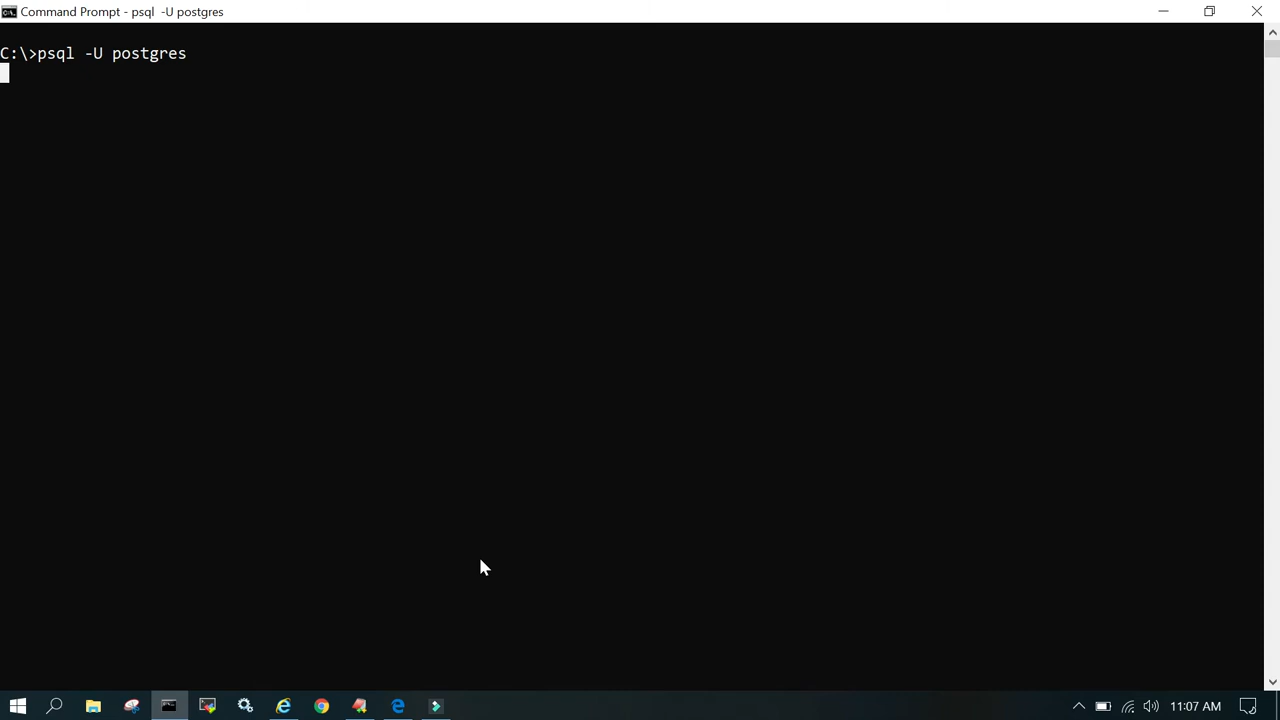 Command Prompt - psql  -U postgres
C:\>psql -U postgres
11:07 AM